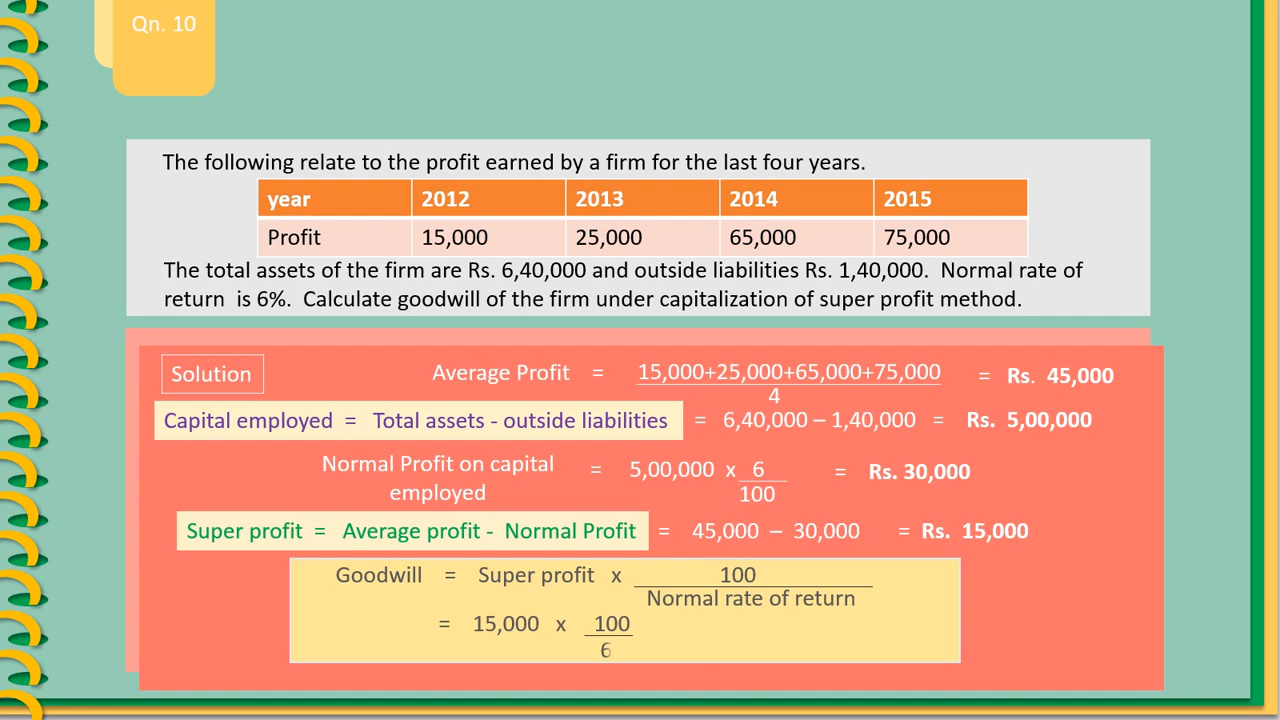 Qn. 10
The following relate to the profit earned by a firm for the last four years.
year 2012 2013 2014 2015
Profit 15,000 25,000 65,000 75,000
The total assets of the firm are Rs. 6,40,000 and outside liabilities Rs. 1,40,000. Normal rate of
return is 6%. Calculate goodwill of the firm under capitalization of super profit method.
Solution Average Profit = 15,000+25,000+65,000+75,000 = Rs. 45,000
4
Capital employed = Total assets - outside liabilities = 6,40,000 – 1,40,000 = Rs. 5,00,000
Normal Profit on capital = 5,00,000 x 6 = Rs. 30,000
employed 100
Super profit = Average profit - Normal Profit = 45,000 – 30,000 = Rs. 15,000
Goodwill = Super profit x 100
Normal rate of return
= 15,000 x 100
6